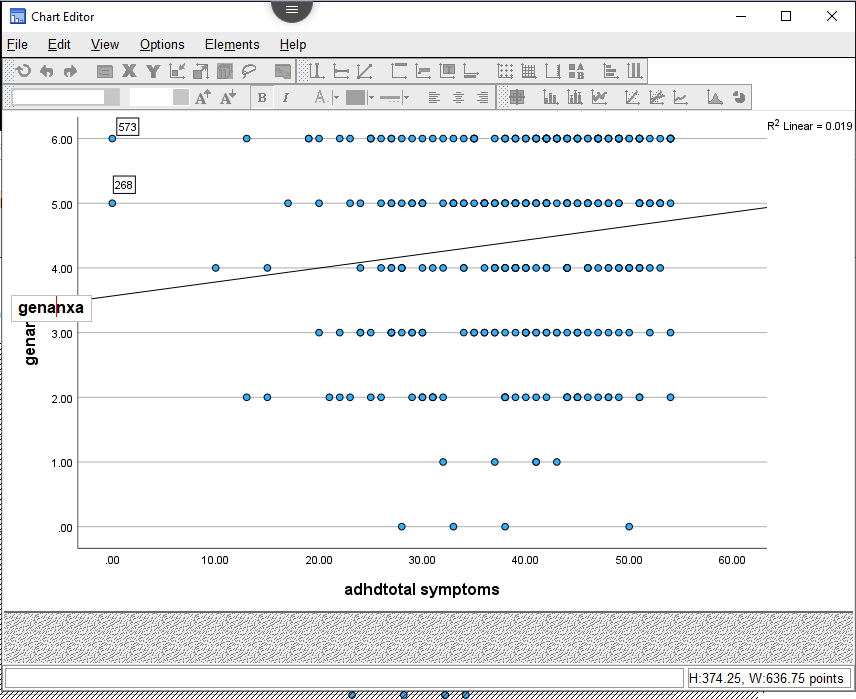 Chart Editor
File Edit View Options Elements Help
X Y
A A B I A
573
6.00
R2 Linear = 0.019
268
5.00
4.00
genanxa
genan
3.00
2.00
1.00
.00
.00 10.00 20.00 30.00 40.00 50.00 60.00
adhdtotal symptoms
H:374.25, W:636.75 points